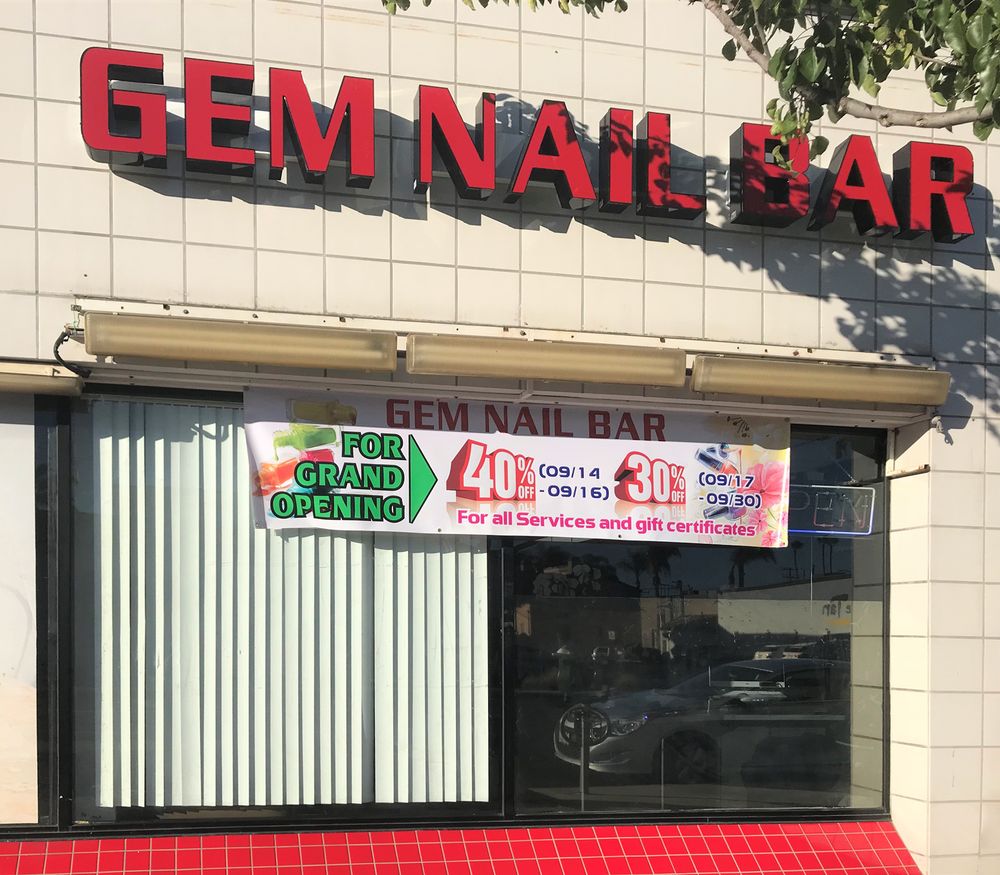 GEM NAIL BAR
GEM NAIL BAR
FOR
GRAND
OPENING
40% OFF
(09/14
- 09/16)
30% OFF
(09/17
- 09/30)
For all Services and gift certificates
OPEN